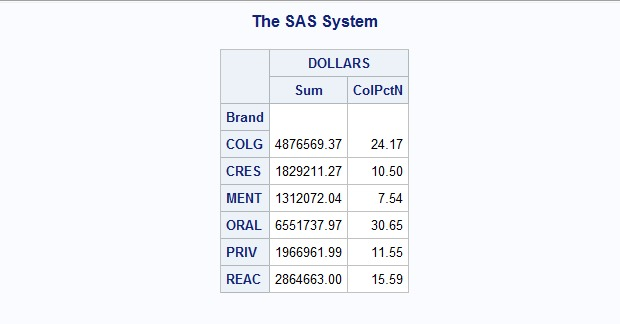 The SAS System
DOLLARS
Sum ColPctN
Brand
COLG 4876569.37 24.17
CRES 1829211.27 10.50
MENT 1312072.04 7.54
ORAL 6551737.97 30.65
PRIV 1966961.99 11.55
REAC 2864663.00 15.59